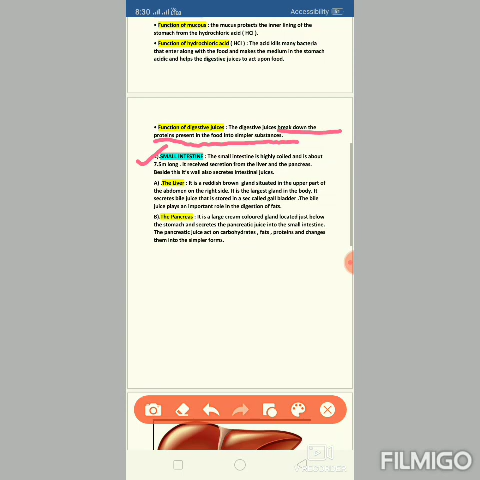 8:30
Accessibility
• Function of mucous : the mucus protects the inner lining of the
stomach from the hydrochloric acid ( HCl ).
• Function of hydrochloric acid ( HCl ) : The acid kills many bacteria
that enter along with the food and makes the medium in the stomach
acidic and helps the digestive juices to act upon food.
• Function of digestive juices : The digestive juices break down the
proteins present in the food into simpler substances.
SMALL INTESTINE : The small intestine is highly coiled and is about
7.5m long . It received secretion from the liver and the pancreas.
Beside this it's wall also secretes intestinal juices.
A) .The Liver : It is a reddish brown gland situated in the upper part of
the abdomen on the right side. It is the largest gland in the body. It
secretes bile juice that is stored in a sec called gall bladder .The bile
juice plays an important role in the digestion of fats.
B).The Pancreas : It is a large cream coloured gland located just below
the stomach and secretes the pancreatic juice into the small intestine.
The pancreatic juice act on carbohydrates , fats , proteins and changes
them into the simpler forms.
RECORDER
FILMIGO